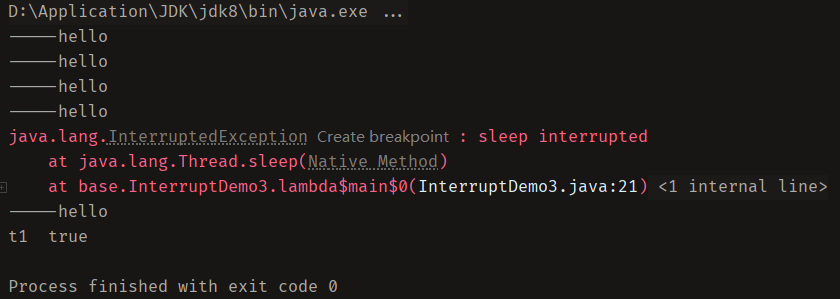 D:\Application\JDK\jdk8\bin\java.exe ...
-----hello
-----hello
-----hello
-----hello
java.lang.InterruptedException Create breakpoint : sleep interrupted
    at java.lang.Thread.sleep(Native Method)
    at base.InterruptDemo3.lambda$main$0(InterruptDemo3.java:21) <1 internal line>
-----hello
t1  true
Process finished with exit code 0